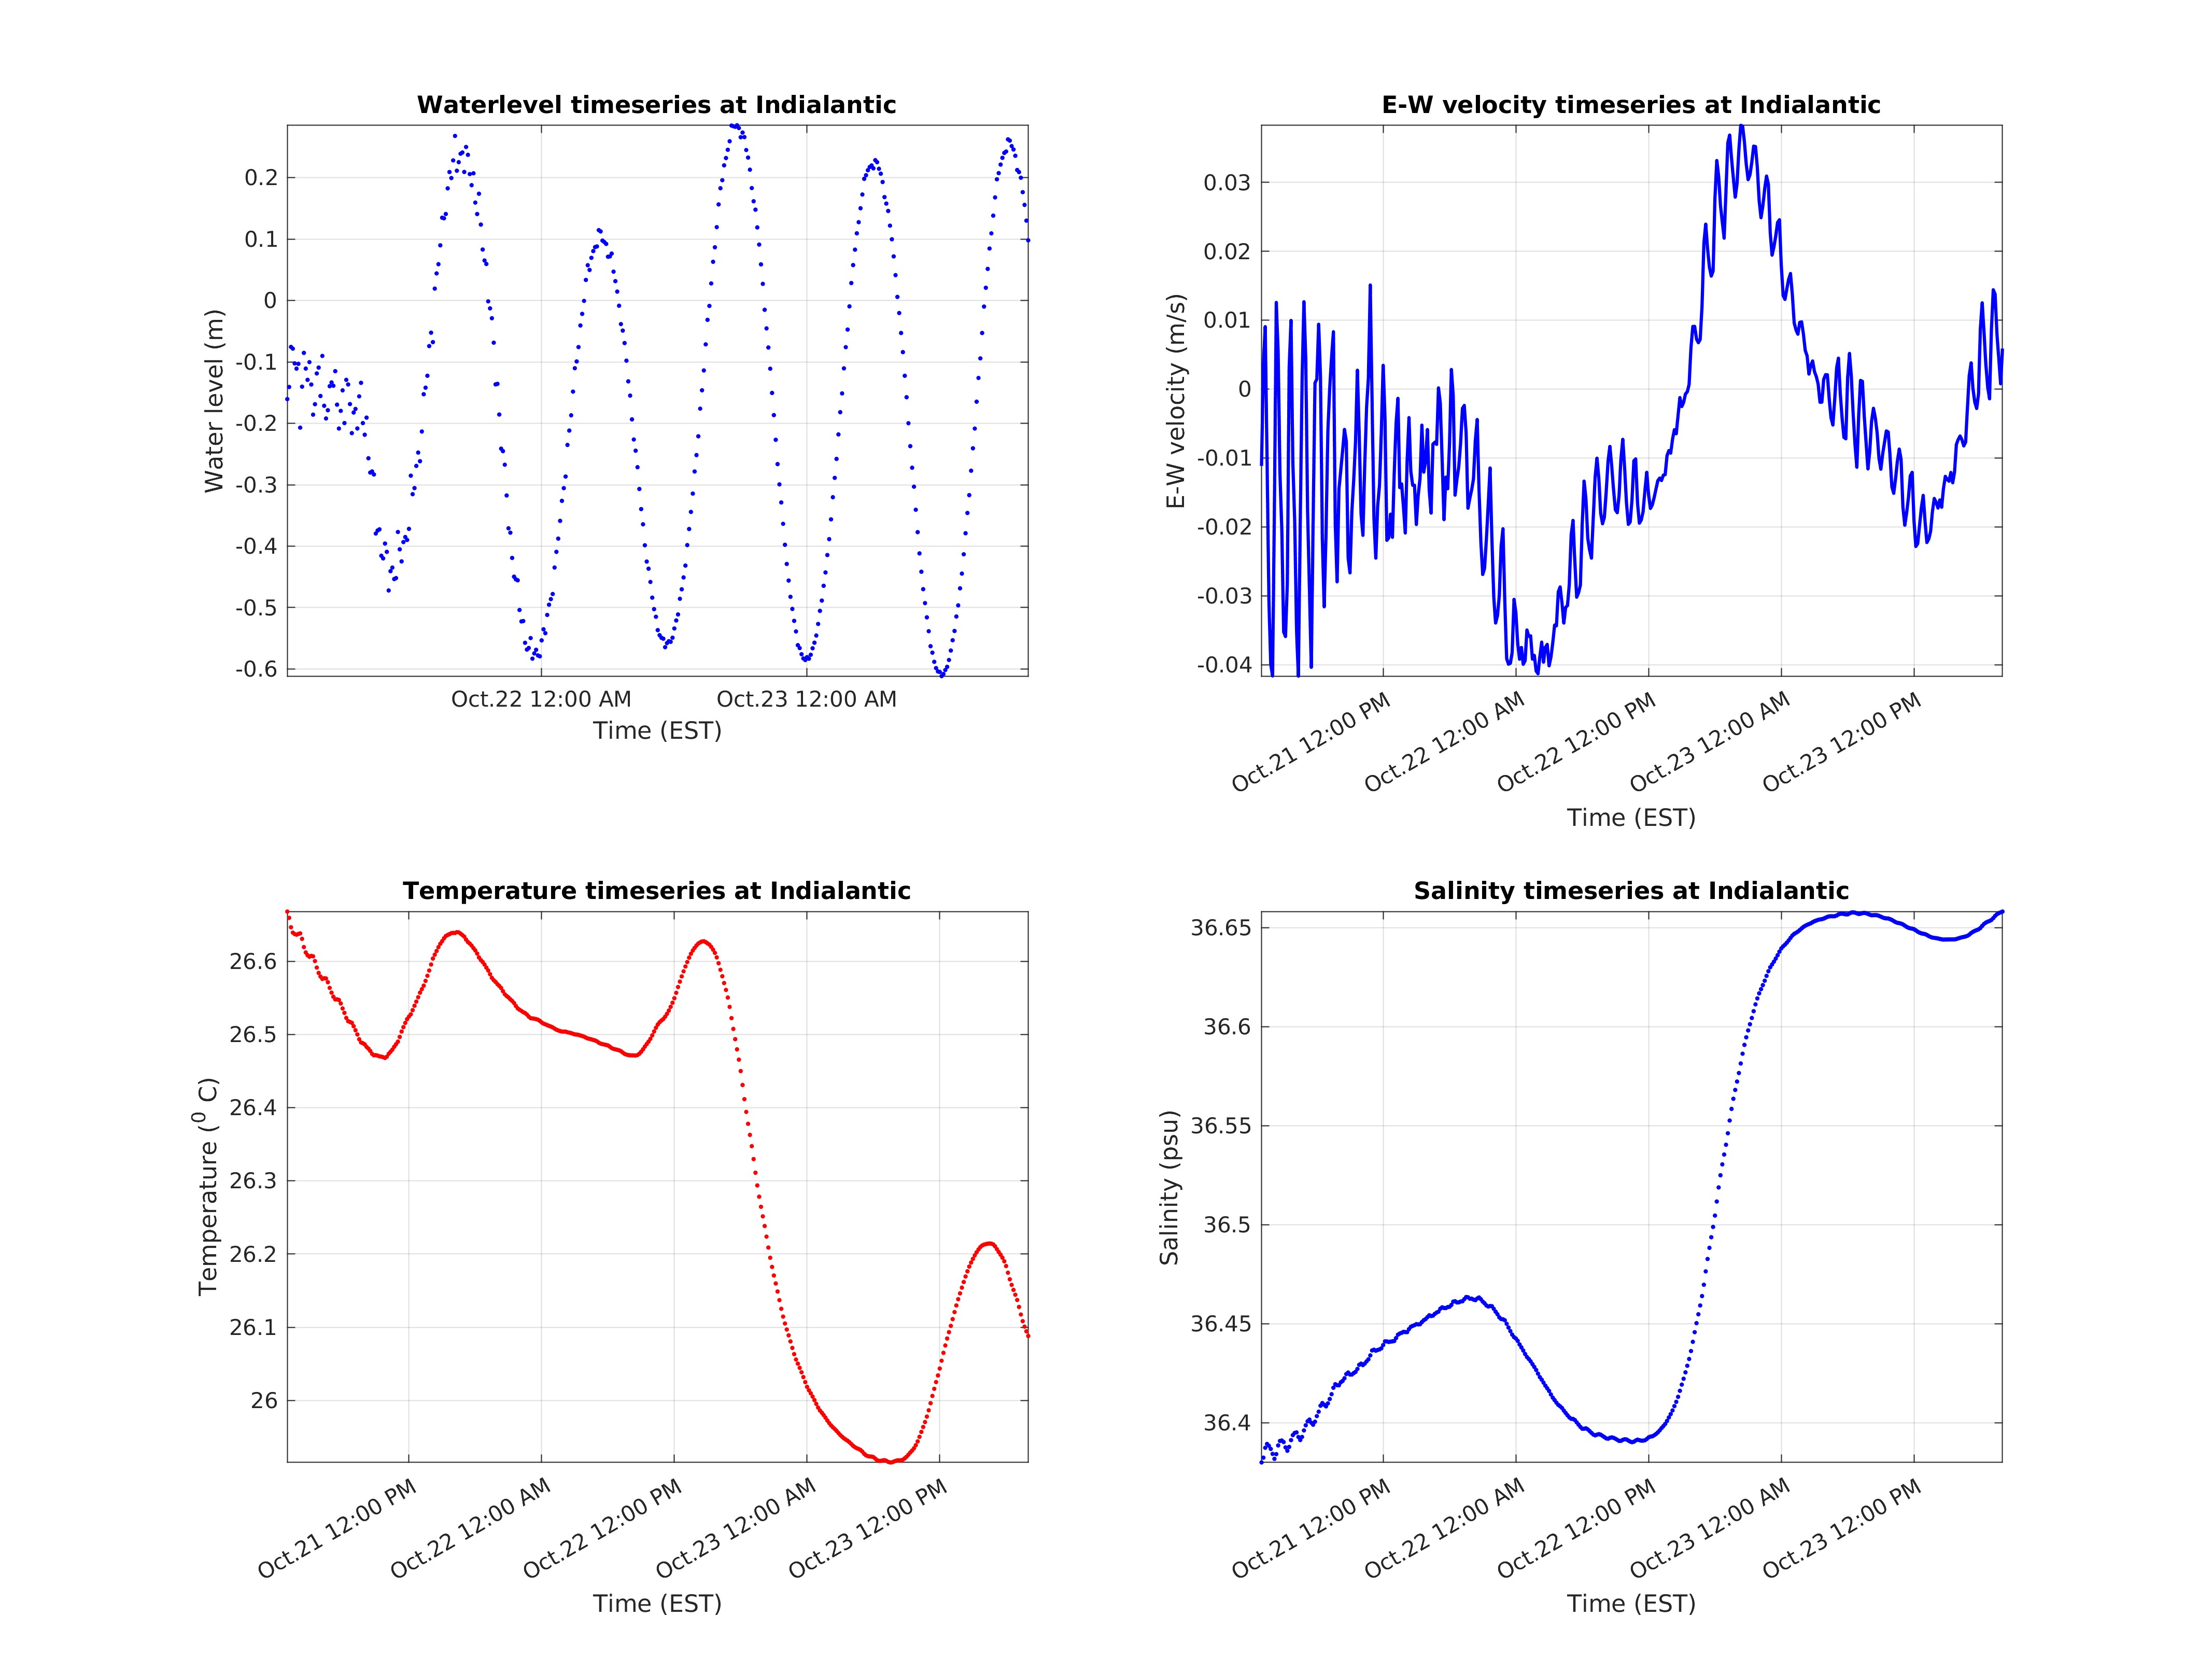 Waterlevel timeseries at Indialantic
0.2
0.1
0
-0.1
-0.2
-0.3
-0.4
-0.5
-0.6
Water level (m)
Oct.22 12:00 AM
Oct.23 12:00 AM
Time (EST)
E-W velocity timeseries at Indialantic
0.03
0.02
0.01
0
-0.01
-0.02
-0.03
-0.04
E-W velocity (m/s)
Oct.21 12:00 PM
Oct.22 12:00 AM
Oct.22 12:00 PM
Oct.23 12:00 AM
Oct.23 12:00 PM
Time (EST)
Temperature timeseries at Indialantic
26.6
26.5
26.4
26.3
26.2
26.1
26
Temperature (⁰ C)
Oct.21 12:00 PM
Oct.22 12:00 AM
Oct.22 12:00 PM
Oct.23 12:00 AM
Oct.23 12:00 PM
Time (EST)
Salinity timeseries at Indialantic
36.65
36.6
36.55
36.5
36.45
36.4
Salinity (psu)
Oct.21 12:00 PM
Oct.22 12:00 AM
Oct.22 12:00 PM
Oct.23 12:00 AM
Oct.23 12:00 PM
Time (EST)